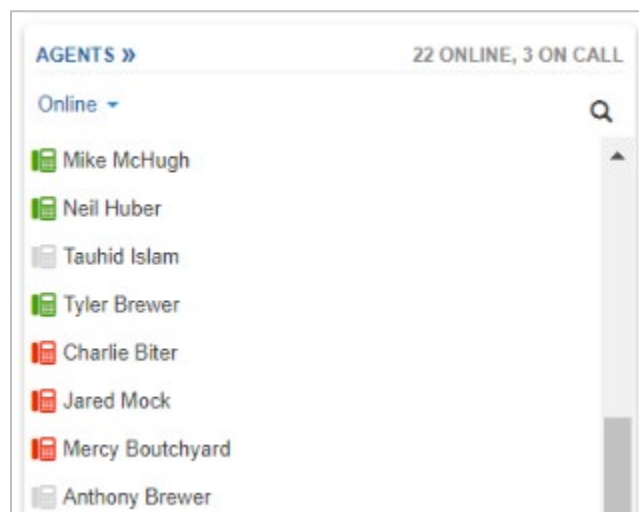 AGENTS »
22 ONLINE, 3 ON CALL
Online
Mike McHugh
Neil Huber
Tauhid Islam
Tyler Brewer
Charlie Biter
Jared Mock
Mercy Boutchyard
Anthony Brewer